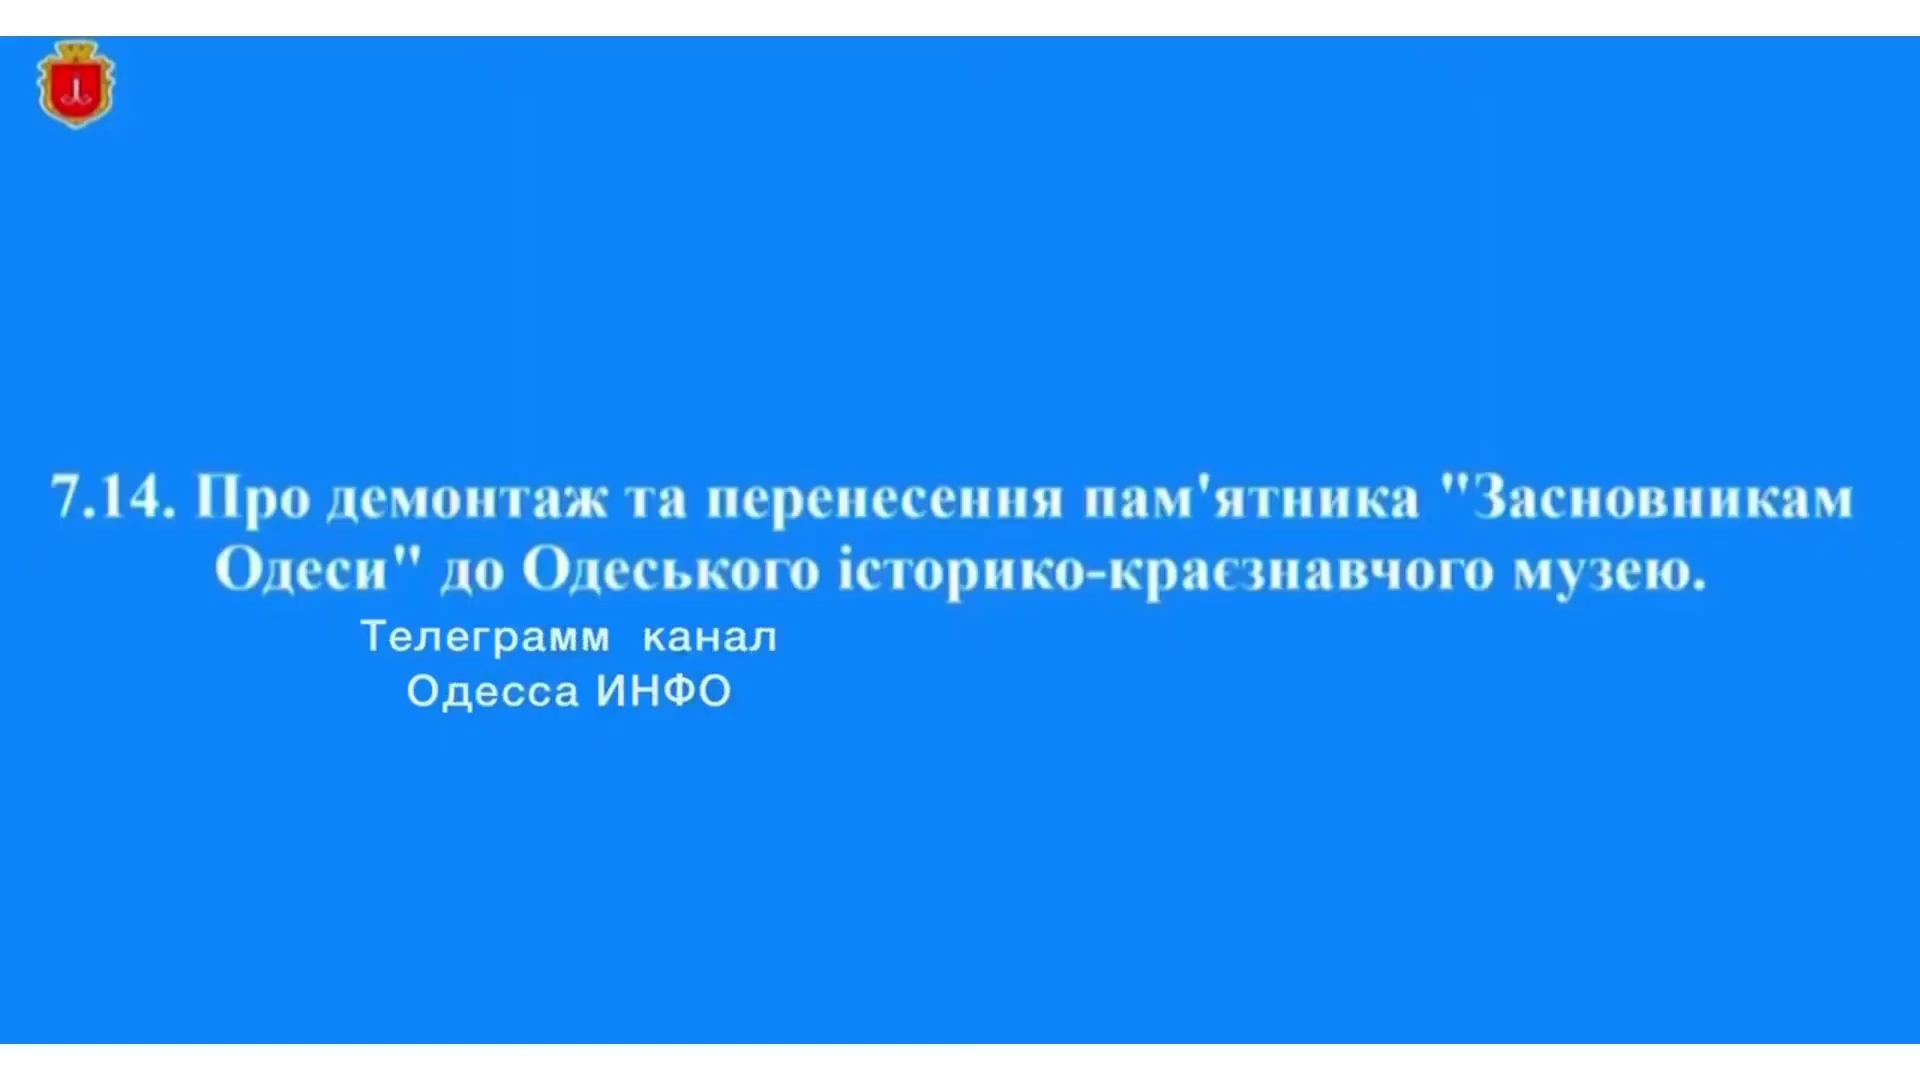 7.14. Про демонтаж та перенесення пам'ятника "Засновникам
Одеси" до Одеського історико-краєзнавчого музею.
Телеграмм канал
Одесса ИНФО